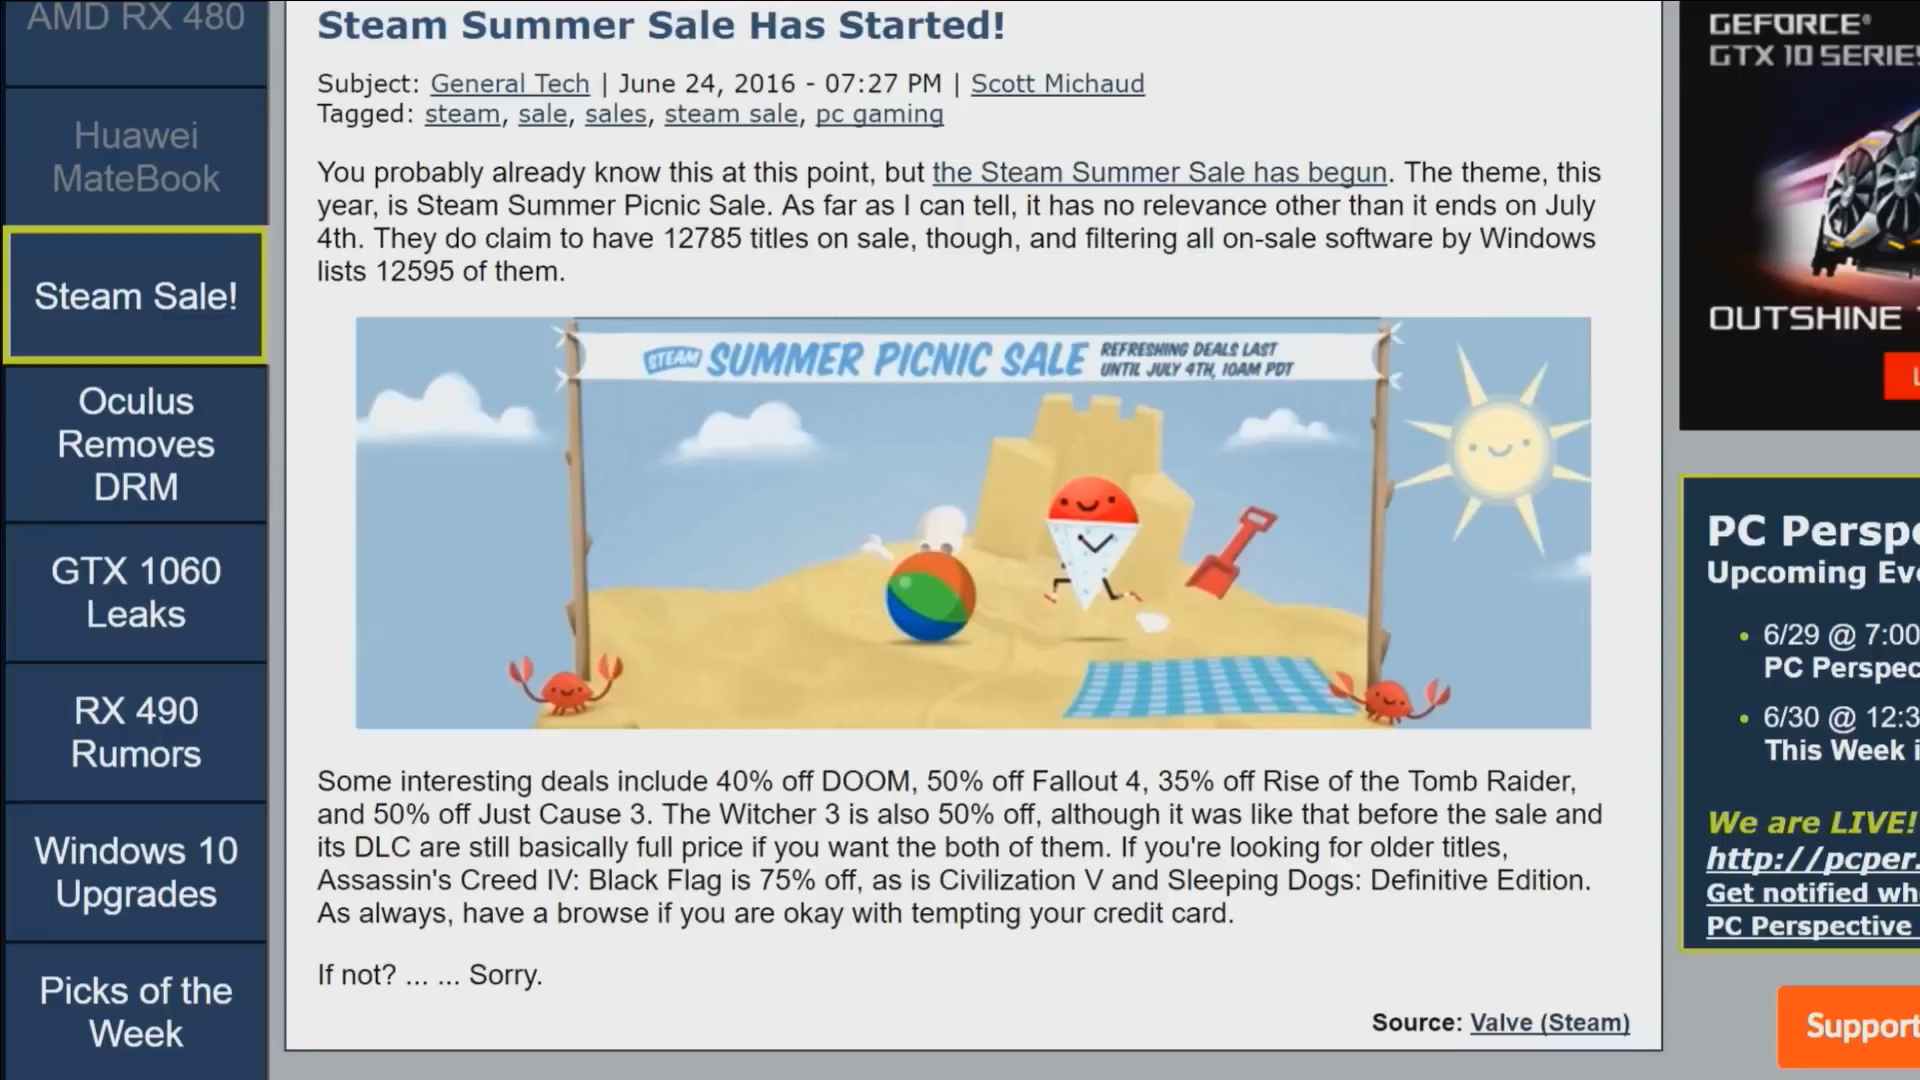 AMD RX 480
Huawei
MateBook
Steam Sale!
Oculus
Removes
DRM
GTX 1060
Leaks
RX 490
Rumors
Windows 10
Upgrades
Picks of the
Week
Steam Summer Sale Has Started!
Subject: General Tech | June 24, 2016 - 07:27 PM | Scott Michaud
Tagged: steam, sale, sales, steam sale, pc gaming
You probably already know this at this point, but the Steam Summer Sale has begun. The theme, this
year, is Steam Summer Picnic Sale. As far as I can tell, it has no relevance other than it ends on July
4th. They do claim to have 12785 titles on sale, though, and filtering all on-sale software by Windows
lists 12595 of them.
STEAM SUMMER PICNIC SALE
REFRESHING DEALS LAST
UNTIL JULY 4TH, 10AM PDT
Some interesting deals include 40% off DOOM, 50% off Fallout 4, 35% off Rise of the Tomb Raider,
and 50% off Just Cause 3. The Witcher 3 is also 50% off, although it was like that before the sale and
its DLC are still basically full price if you want the both of them. If you're looking for older titles,
Assassin's Creed IV: Black Flag is 75% off, as is Civilization V and Sleeping Dogs: Definitive Edition.
As always, have a browse if you are okay with tempting your credit card.
If not? ... ... Sorry.
Source: Valve (Steam)
GEFORCE®
GTX 10 SERIES
OUTSHINE
PC Perspe
Upcoming Eve
• 6/29 @ 7:00
PC Perspec
• 6/30 @ 12:3
This Week i
We are LIVE!
http://pcper.
Get notified wh
PC Perspective
Support